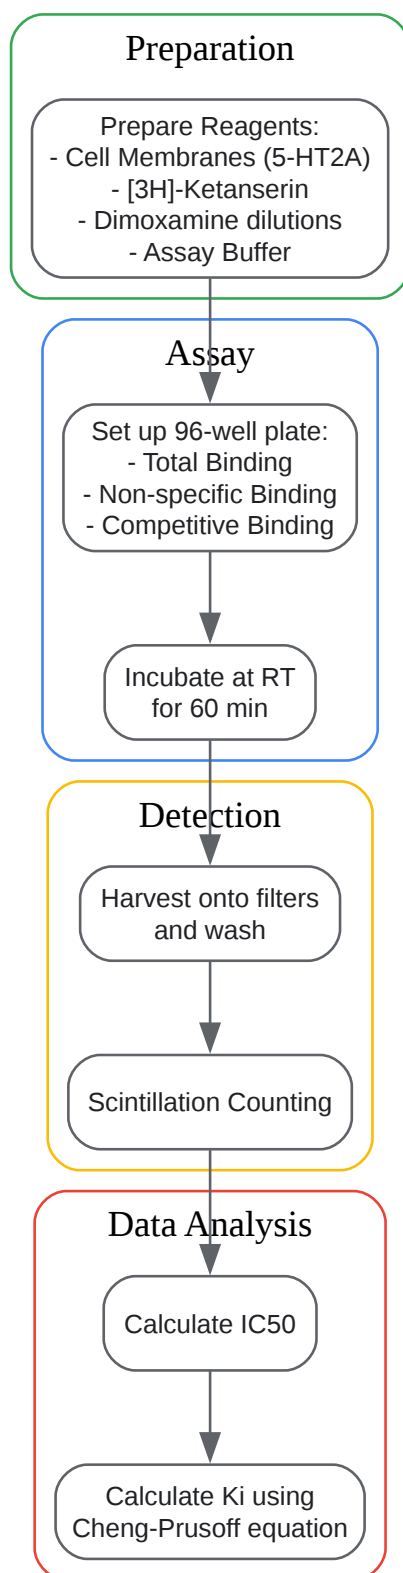 Preparation
Prepare Reagents:
- Cell Membranes (5-HT2A)
- [3H]-Ketanserin
- Dimoxamine dilutions
- Assay Buffer
Assay
Set up 96-well plate:
- Total Binding
- Non-specific Binding
- Competitive Binding
Incubate at RT
for 60 min
Detection
Harvest onto filters
and wash
Scintillation Counting
Data Analysis
Calculate IC50
Calculate Ki using
Cheng-Prusoff equation